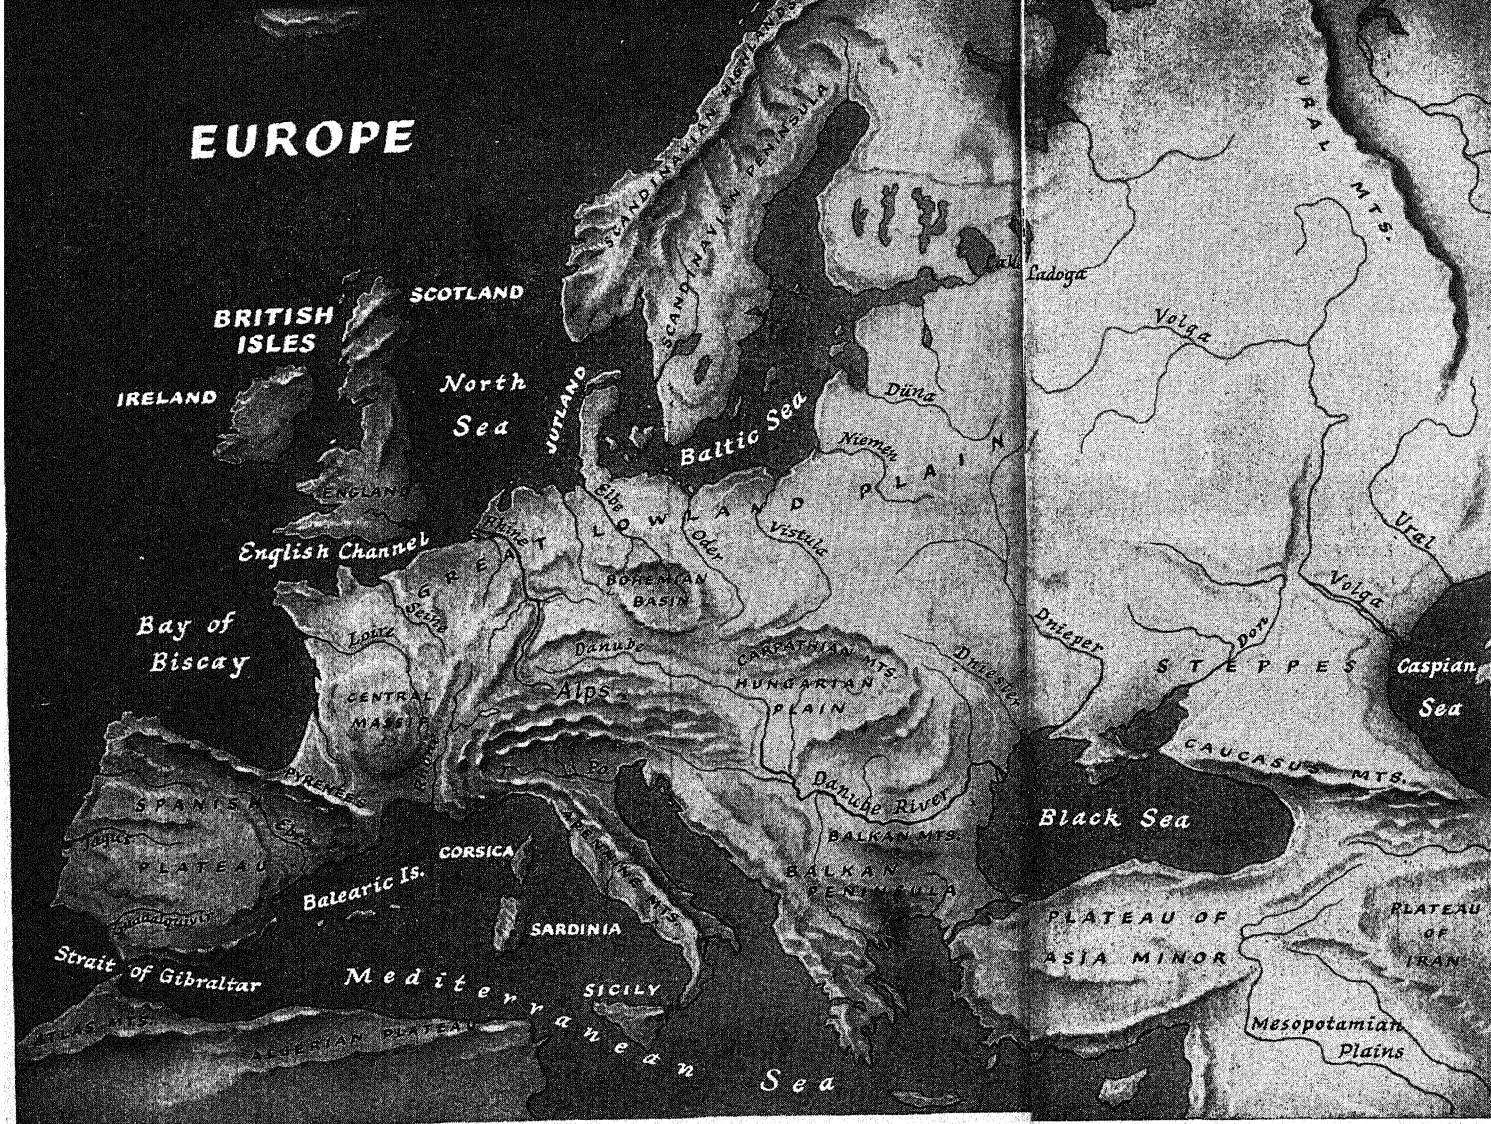 EUROPE
SCANDINAVIAN HIGHLANDS
SCANDINAVIAN PENINSULA
URAL MTS.
SCOTLAND
BRITISH
ISLES
IRELAND
North
Sea
JUTLAND
Baltic Sea
Ladoga
Volga
Düna
Niemen
ENGLAND
English Channel
GREAT LOWLAND PLAIN
Rhine
Elbe
Oder
Vistula
BOHEMIAN
BASIN
Ural
Volga
Bay of
Biscay
Seine
Loire
Danube
CARPATHIAN MTS.
HUNGARIAN
PLAIN
Dniester
Dnieper
Don
STEPPES
Caspian
Sea
Alps
CENTRAL
MASSIF
Rhone
Po
PYRENEES
CAUCASUS MTS.
SPANISH
PLATEAU
Tagus
Ebro
Guadalquivir
Danube River
Black Sea
BALKAN MTS.
BALKAN
PENINSULA
CORSICA
Balearic Is.
APENNINE MTS.
SARDINIA
PLATEAU OF
ASIA MINOR
PLATEAU
OF
IRAN
Strait of Gibraltar
Mediterranean Sea
SICILY
ATLAS MTS.
ALGERIAN PLATEAU
Mesopotamian
Plains